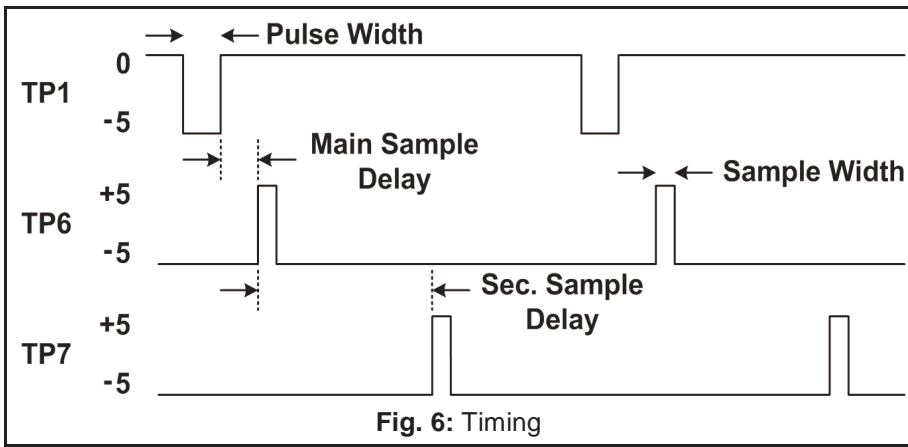 Pulse Width
0
TP1
-5
Main Sample
Delay
+5
TP6
-5
Sample Width
Sec. Sample
Delay
+5
TP7
-5
Fig. 6: Timing